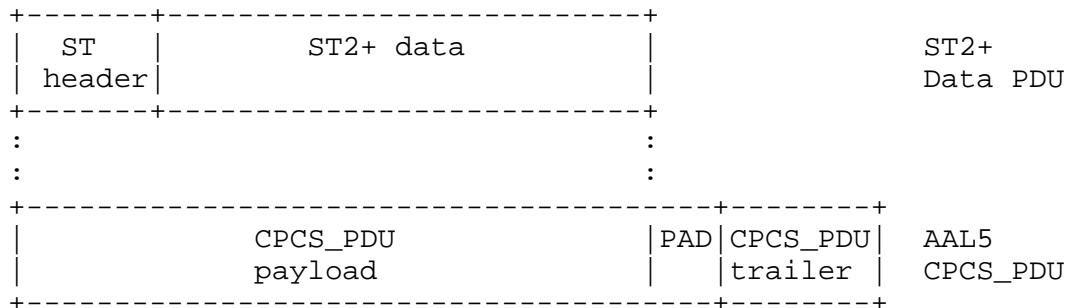 +-------+---------------------------+
|  ST   |        ST2+ data          |               ST2+
| header|                           |               Data PDU
+-------+---------------------------+
:                                   :
:                                   :
+---------------------------------------+--------+
|             CPCS_PDU              |PAD|CPCS_PDU|  AAL5
|             payload               |   |trailer |  CPCS_PDU
+---------------------------------------+--------+